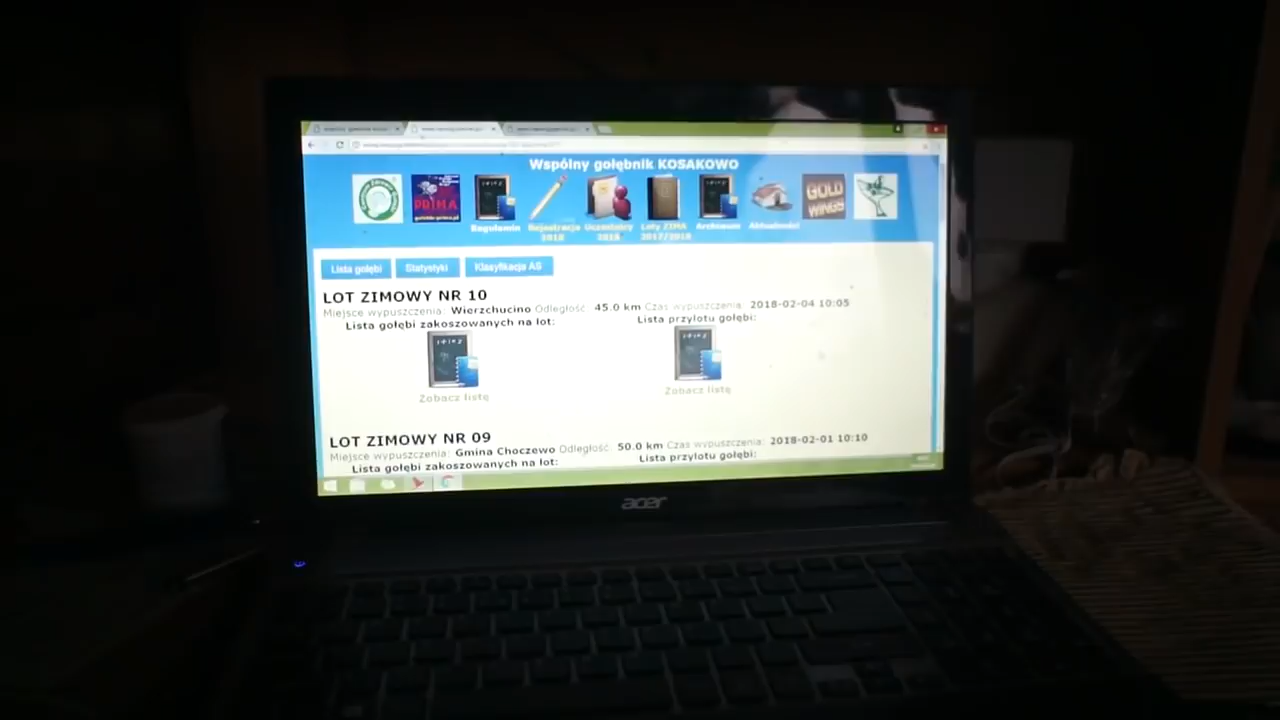 Wspólny gołębnik KOSAKOWO
PRIMA
GOLD
WINGS
Regulamin
Rejestracja
2018
Uczestnicy
2018
Loty ZIMA
2017/2018
Archiwum
Aktualności
Lista gołębi
Statystyki
Klasyfikacja AS
LOT ZIMOWY NR 10
Miejsce wypuszczenia: Wierzchucino Odległość: 45.0 km Czas wypuszczenia: 2018-02-04 10:05
Lista gołębi zakoszowanych na lot:
Lista przylotu gołębi:
Zobacz listę
Zobacz listę
LOT ZIMOWY NR 09
Miejsce wypuszczenia: Gmina Choczewo Odległość: 50.0 km Czas wypuszczenia: 2018-02-01 10:10
Lista gołębi zakoszowanych na lot:
Lista przylotu gołębi:
acer